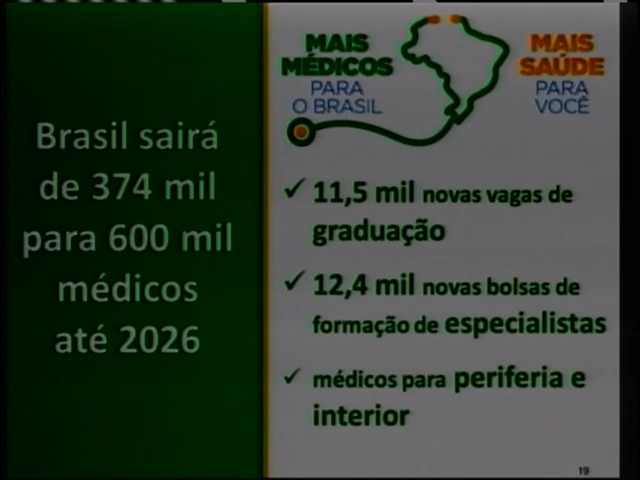 Brasil sairá
de 374 mil
para 600 mil
médicos
até 2026
MAIS
MÉDICOS
PARA
O BRASIL
MAIS
SAÚDE
PARA
VOCÊ
✓ 11,5 mil novas vagas de
graduação
✓ 12,4 mil novas bolsas de
formação de especialistas
✓ médicos para periferia e
interior
19